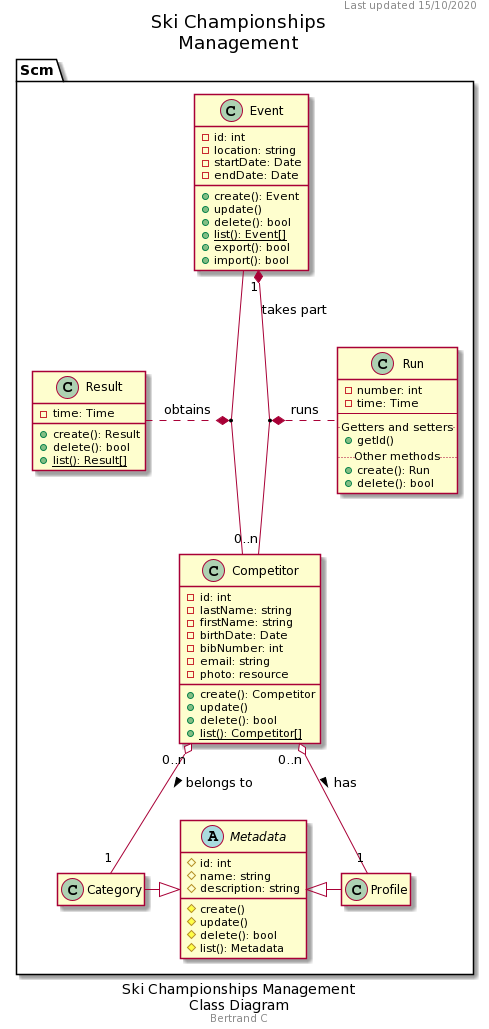 Last updated 15/10/2020
Ski Championships
Management
Scm
C Event
id: int
location: string
startDate: Date
endDate: Date
create(): Event
update()
delete(): bool
list(): Event[]
export(): bool
import(): bool
1
takes part
C Result
time: Time
create(): Result
delete(): bool
list(): Result[]
obtains
runs
C Run
number: int
time: Time
Getters and setters
getId()
Other methods
create(): Run
delete(): bool
0..n
C Competitor
id: int
lastName: string
firstName: string
birthDate: Date
bibNumber: int
email: string
photo: resource
create(): Competitor
update()
delete(): bool
list(): Competitor[]
0..n
0..n
belongs to
has
1
1
A Metadata
id: int
name: string
description: string
create()
update()
delete(): bool
list(): Metadata
C Category
C Profile
Ski Championships Management
Class Diagram
Bertrand C